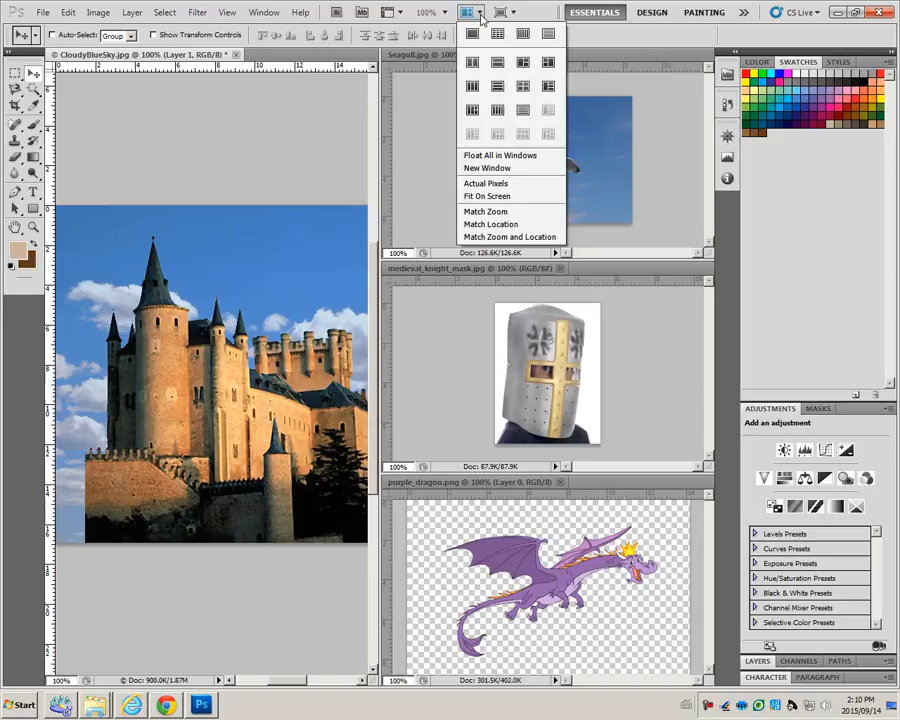 Ps File Edit Image Layer Select Filter View Window Help Br Mb 100% ESSENTIALS DESIGN PAINTING >> CS Live
Auto-Select: Group Show Transform Controls
CloudyBlueSky.jpg @ 100% (Layer 1, RGB/8) * x
Seagull.jpg @ 100%
Float All in Windows
New Window
Actual Pixels
Fit On Screen
Match Zoom
Match Location
Match Zoom and Location
100% Doc: 126.6K/126.6K
medieval_knight_mask.jpg @ 100% (RGB/8#) x
100% Doc: 87.9K/87.9K
purple_dragon.png @ 100% (Layer 0, RGB/8) x
100% Doc: 301.5K/402.0K
100% Doc: 900.0K/1.87M
COLOR SWATCHES STYLES
ADJUSTMENTS MASKS
Add an adjustment
Levels Presets
Curves Presets
Exposure Presets
Hue/Saturation Presets
Black & White Presets
Channel Mixer Presets
Selective Color Presets
LAYERS CHANNELS PATHS
CHARACTER PARAGRAPH
Start
Ps
2:10 PM
2015/09/14